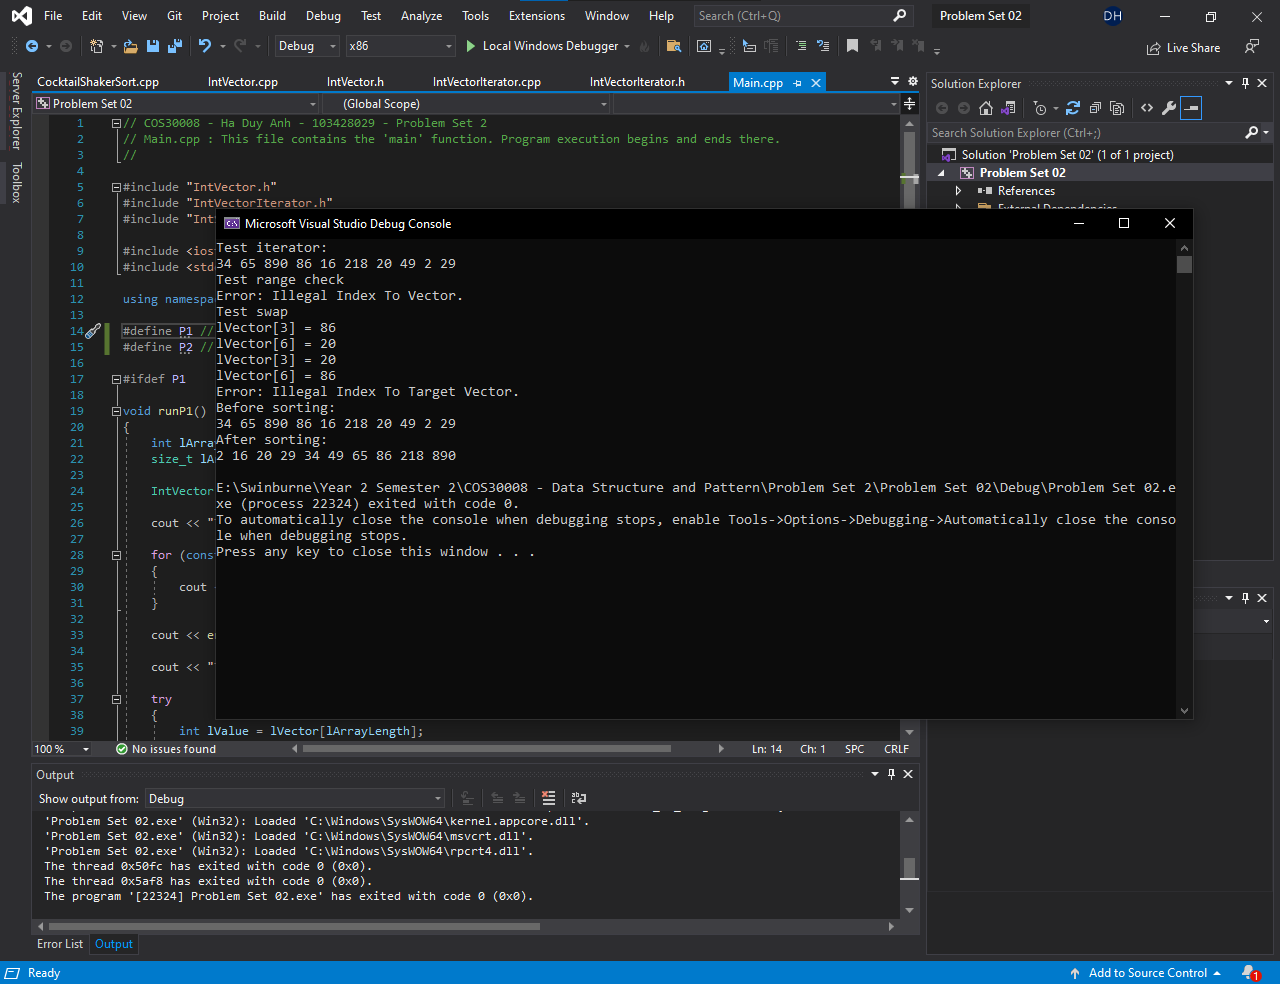 File Edit View Git Project Build Debug Test Analyze Tools Extensions Window Help Search (Ctrl+Q) Problem Set 02 DH
Debug x86 Local Windows Debugger Live Share
Server Explorer
Toolbox
CocktailShakerSort.cpp IntVector.cpp IntVector.h IntVectorIterator.cpp IntVectorIterator.h Main.cpp
Problem Set 02 (Global Scope)
1 // COS30008 - Ha Duy Anh - 103428029 - Problem Set 2
2 // Main.cpp : This file contains the 'main' function. Program execution begins and ends there.
3 //
4
5 #include "IntVector.h"
6 #include "IntVectorIterator.h"
7 #include "Int
8
9 #include <ios
10 #include <std
11
12 using namespa
13
14 #define P1 //
15 #define P2 //
16
17 #ifdef P1
18
19 void runP1()
20 {
21 int lArra
22 size_t lA
23
24 IntVector
25
26 cout << "
27
28 for (cons
29 {
30 cout
31 }
32
33 cout << e
34
35 cout << "
36
37 try
38 {
39 int lValue = lVector[lArrayLength];
100 % No issues found Ln: 14 Ch: 1 SPC CRLF
Microsoft Visual Studio Debug Console
Test iterator:
34 65 890 86 16 218 20 49 2 29
Test range check
Error: Illegal Index To Vector.
Test swap
lVector[3] = 86
lVector[6] = 20
lVector[3] = 20
lVector[6] = 86
Error: Illegal Index To Target Vector.
Before sorting:
34 65 890 86 16 218 20 49 2 29
After sorting:
2 16 20 29 34 49 65 86 218 890
E:\Swinburne\Year 2 Semester 2\COS30008 - Data Structure and Pattern\Problem Set 2\Problem Set 02\Debug\Problem Set 02.e
xe (process 22324) exited with code 0.
To automatically close the console when debugging stops, enable Tools->Options->Debugging->Automatically close the conso
le when debugging stops.
Press any key to close this window . . .
Solution Explorer
Search Solution Explorer (Ctrl+;)
Solution 'Problem Set 02' (1 of 1 project)
Problem Set 02
References
External Dependencies
Output
Show output from: Debug
'Problem Set 02.exe' (Win32): Loaded 'C:\Windows\SysWOW64\kernel.appcore.dll'.
'Problem Set 02.exe' (Win32): Loaded 'C:\Windows\SysWOW64\msvcrt.dll'.
'Problem Set 02.exe' (Win32): Loaded 'C:\Windows\SysWOW64\rpcrt4.dll'.
The thread 0x50fc has exited with code 0 (0x0).
The thread 0x5af8 has exited with code 0 (0x0).
The program '[22324] Problem Set 02.exe' has exited with code 0 (0x0).
Error List Output
Ready Add to Source Control 1